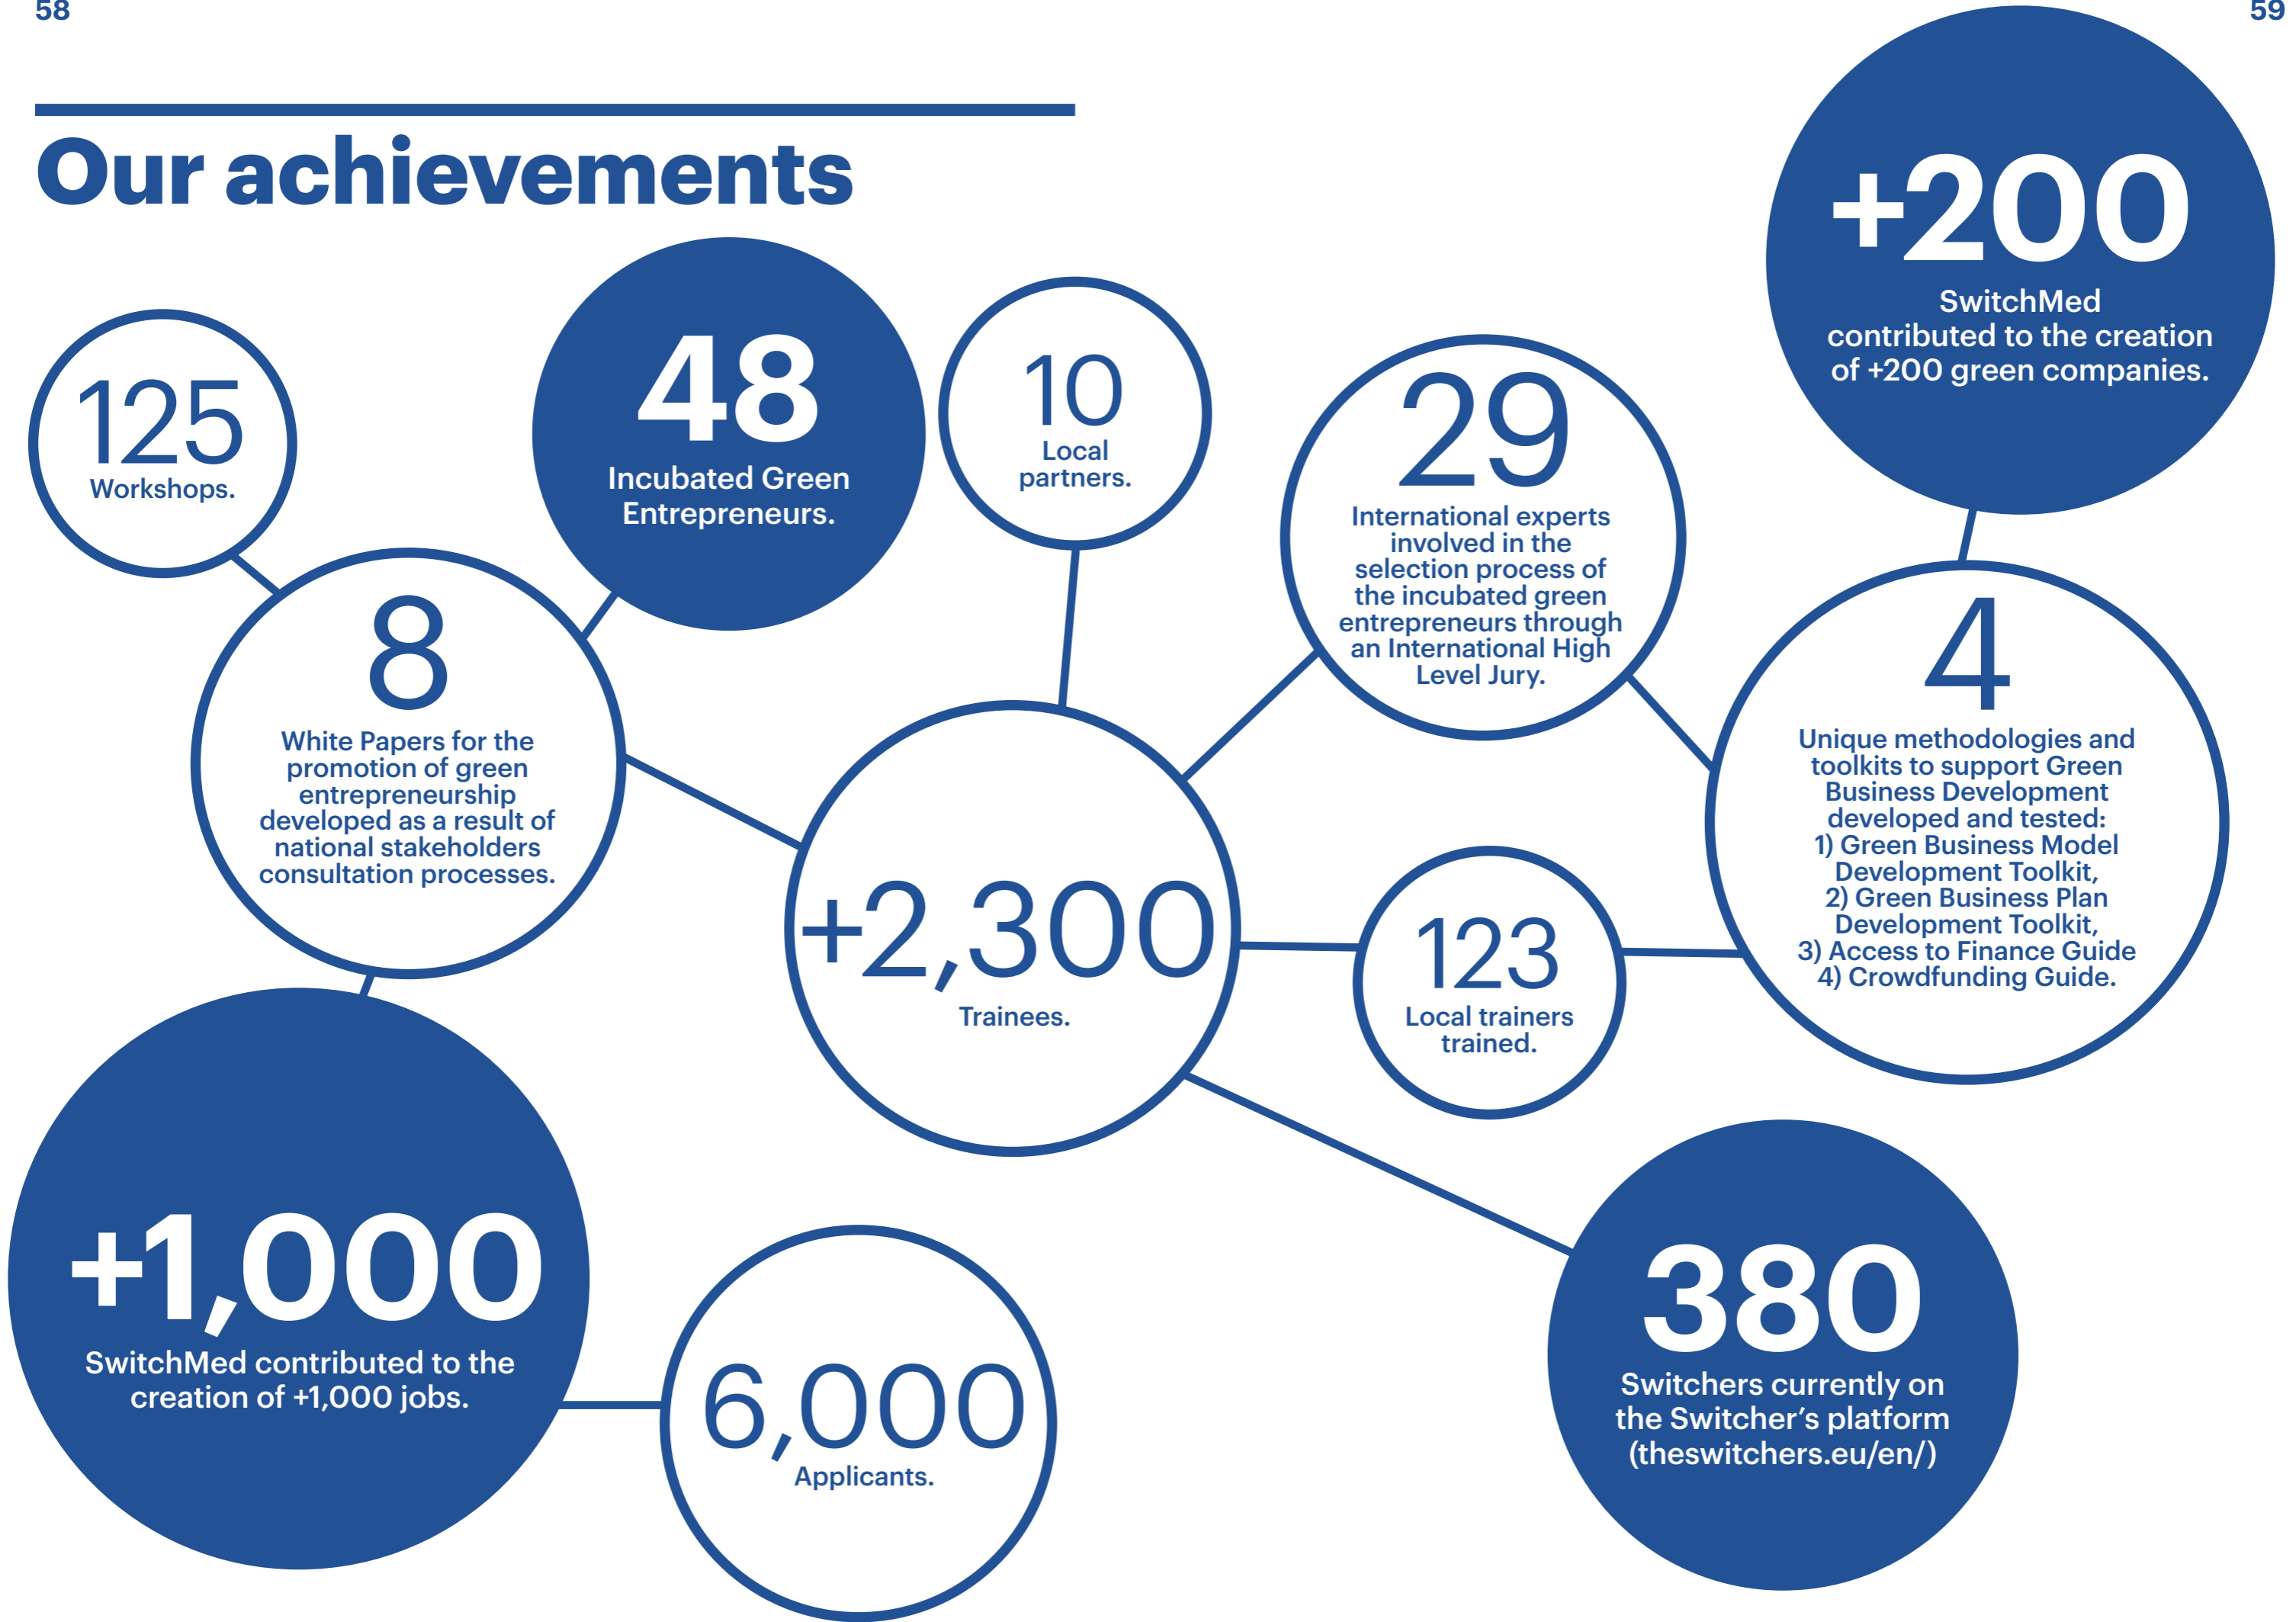 58
59
Our achievements
125
Workshops.
48
Incubated Green
Entrepreneurs.
10
Local
partners.
29
International experts
involved in the
selection process of
the incubated green
entrepreneurs through
an International High
Level Jury.
+200
SwitchMed
contributed to the creation
of +200 green companies.
8
White Papers for the
promotion of green
entrepreneurship
developed as a result of
national stakeholders
consultation processes.
+2,300
Trainees.
123
Local trainers
trained.
4
Unique methodologies and
toolkits to support Green
Business Development
developed and tested:
1) Green Business Model
Development Toolkit,
2) Green Business Plan
Development Toolkit,
3) Access to Finance Guide
4) Crowdfunding Guide.
+1,000
SwitchMed contributed to the
creation of +1,000 jobs.
6,000
Applicants.
380
Switchers currently on
the Switcher’s platform
(theswitchers.eu/en/)